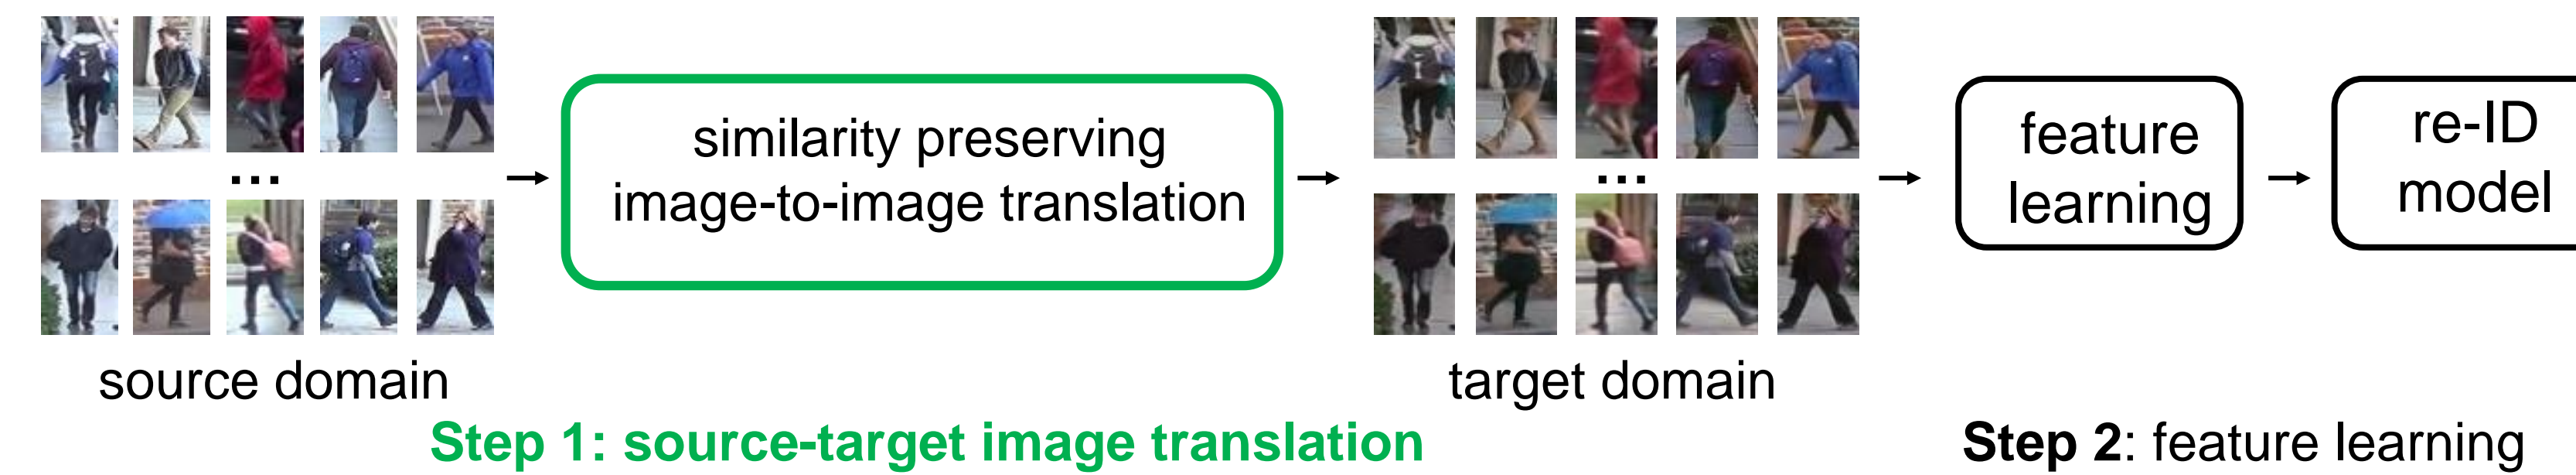 ...
similarity preserving
image-to-image translation
...
feature
learning
re-ID
model
source domain
target domain
Step 1: source-target image translation
Step 2: feature learning